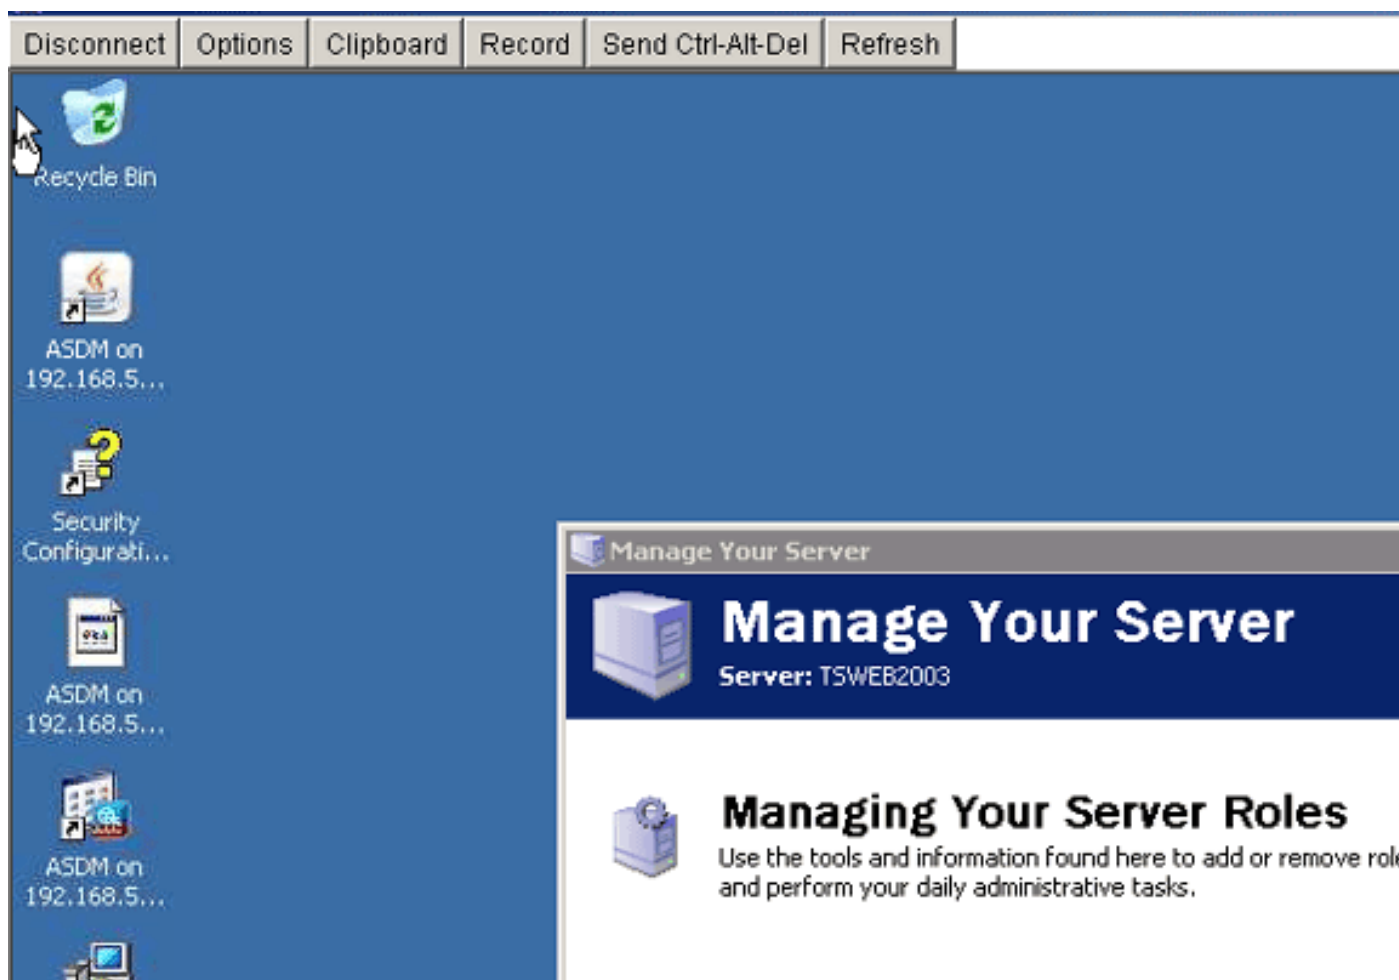 Disconnect Options Clipboard Record Send Ctrl-Alt-Del Refresh
Recycle Bin
ASDM on
192.168.5...
Security
Configurati...
ASDM on
192.168.5...
ASDM on
192.168.5...
Manage Your Server
Manage Your Server
Server: TSWEB2003
Managing Your Server Roles
Use the tools and information found here to add or remove
and perform your daily administrative tasks.